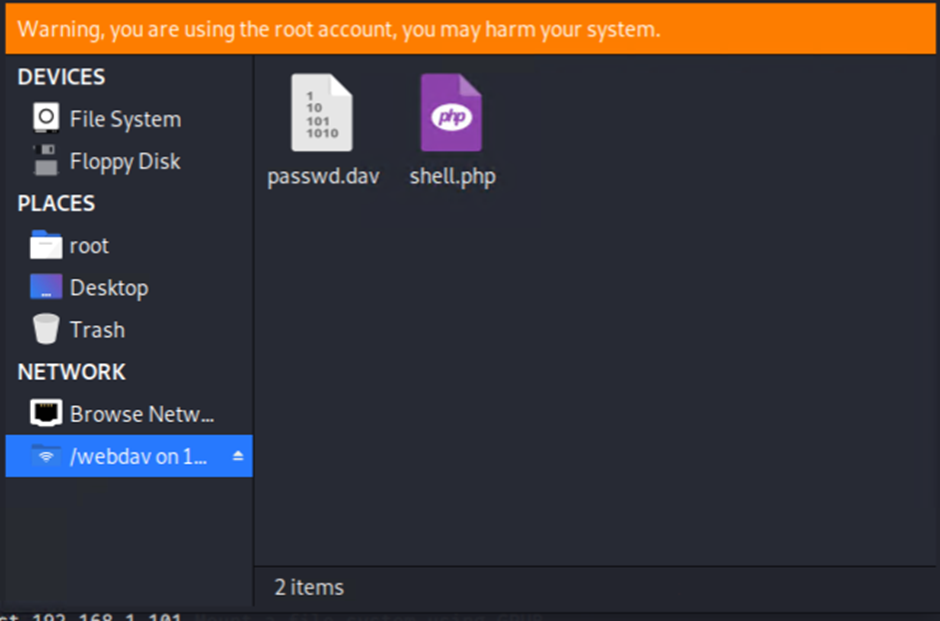 Warning, you are using the root account, you may harm your system.
DEVICES
File System
Floppy Disk
PLACES
root
Desktop
Trash
NETWORK
Browse Netw...
/webdav on 1...
1
10
101
1010
php
passwd.dav
shell.php
2 items
192.168.1.101